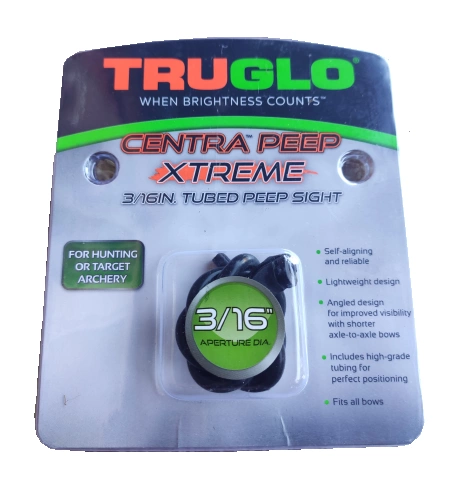 TRUGLO®
WHEN BRIGHTNESS COUNTS™
CENTRA™ PEEP
XTREME
3/16IN. TUBED PEEP SIGHT
FOR HUNTING
OR TARGET
ARCHERY
3/16"
APERTURE DIA.
• Self-aligning
and reliable
• Lightweight design
• Angled design
for improved visibility
with shorter
axle-to-axle bows
• Includes high-grade
tubing for
perfect positioning
• Fits all bows